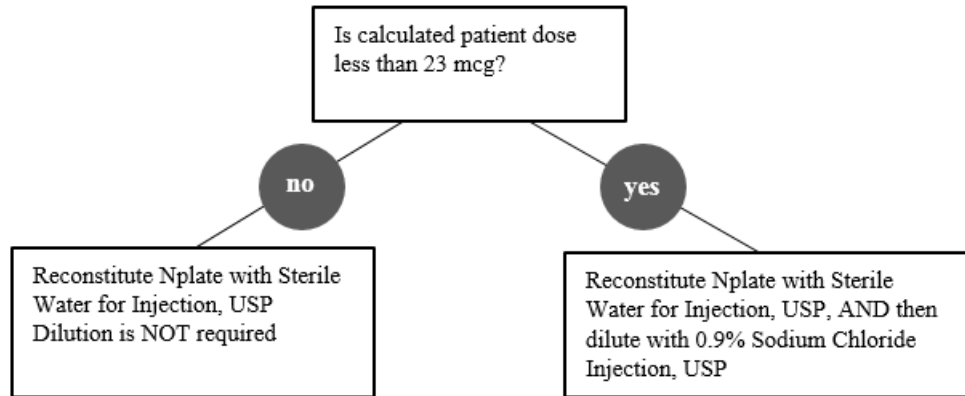 Is calculated patient dose
less than 23 mcg?
no
yes
Reconstitute Nplate with Sterile
Water for Injection, USP
Dilution is NOT required
Reconstitute Nplate with Sterile
Water for Injection, USP, AND then
dilute with 0.9% Sodium Chloride
Injection, USP